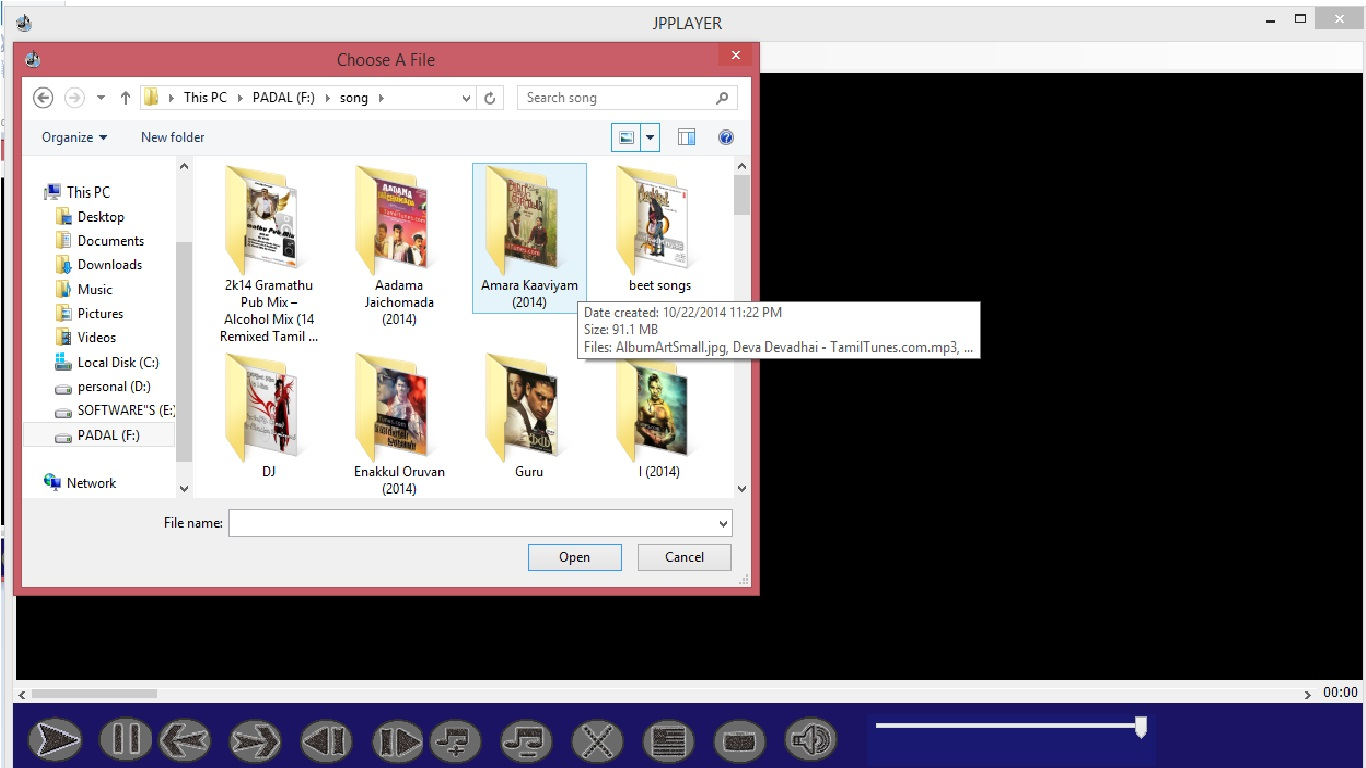 JPPLAYER
Choose A File
This PC
PADAL (F:)
song
Search song
Organize
New folder
This PC
Desktop
Documents
Downloads
Music
Pictures
Videos
Local Disk (C:)
personal (D:)
SOFTWARE"S (E:)
PADAL (F:)
Network
2k14 Gramathu
Pub Mix –
Alcohol Mix (14
Remixed Tamil ...
AADAMA
Aadama
Jaichomada
(2014)
Amara Kaaviyam
(2014)
beet songs
Date created: 10/22/2014 11:22 PM
Size: 91.1 MB
Files: AlbumArtSmall.jpg, Deva Devadhai - TamilTunes.com.mp3, ...
DJ
Enakkul Oruvan
(2014)
Guru
I (2014)
File name:
Open
Cancel
00:00